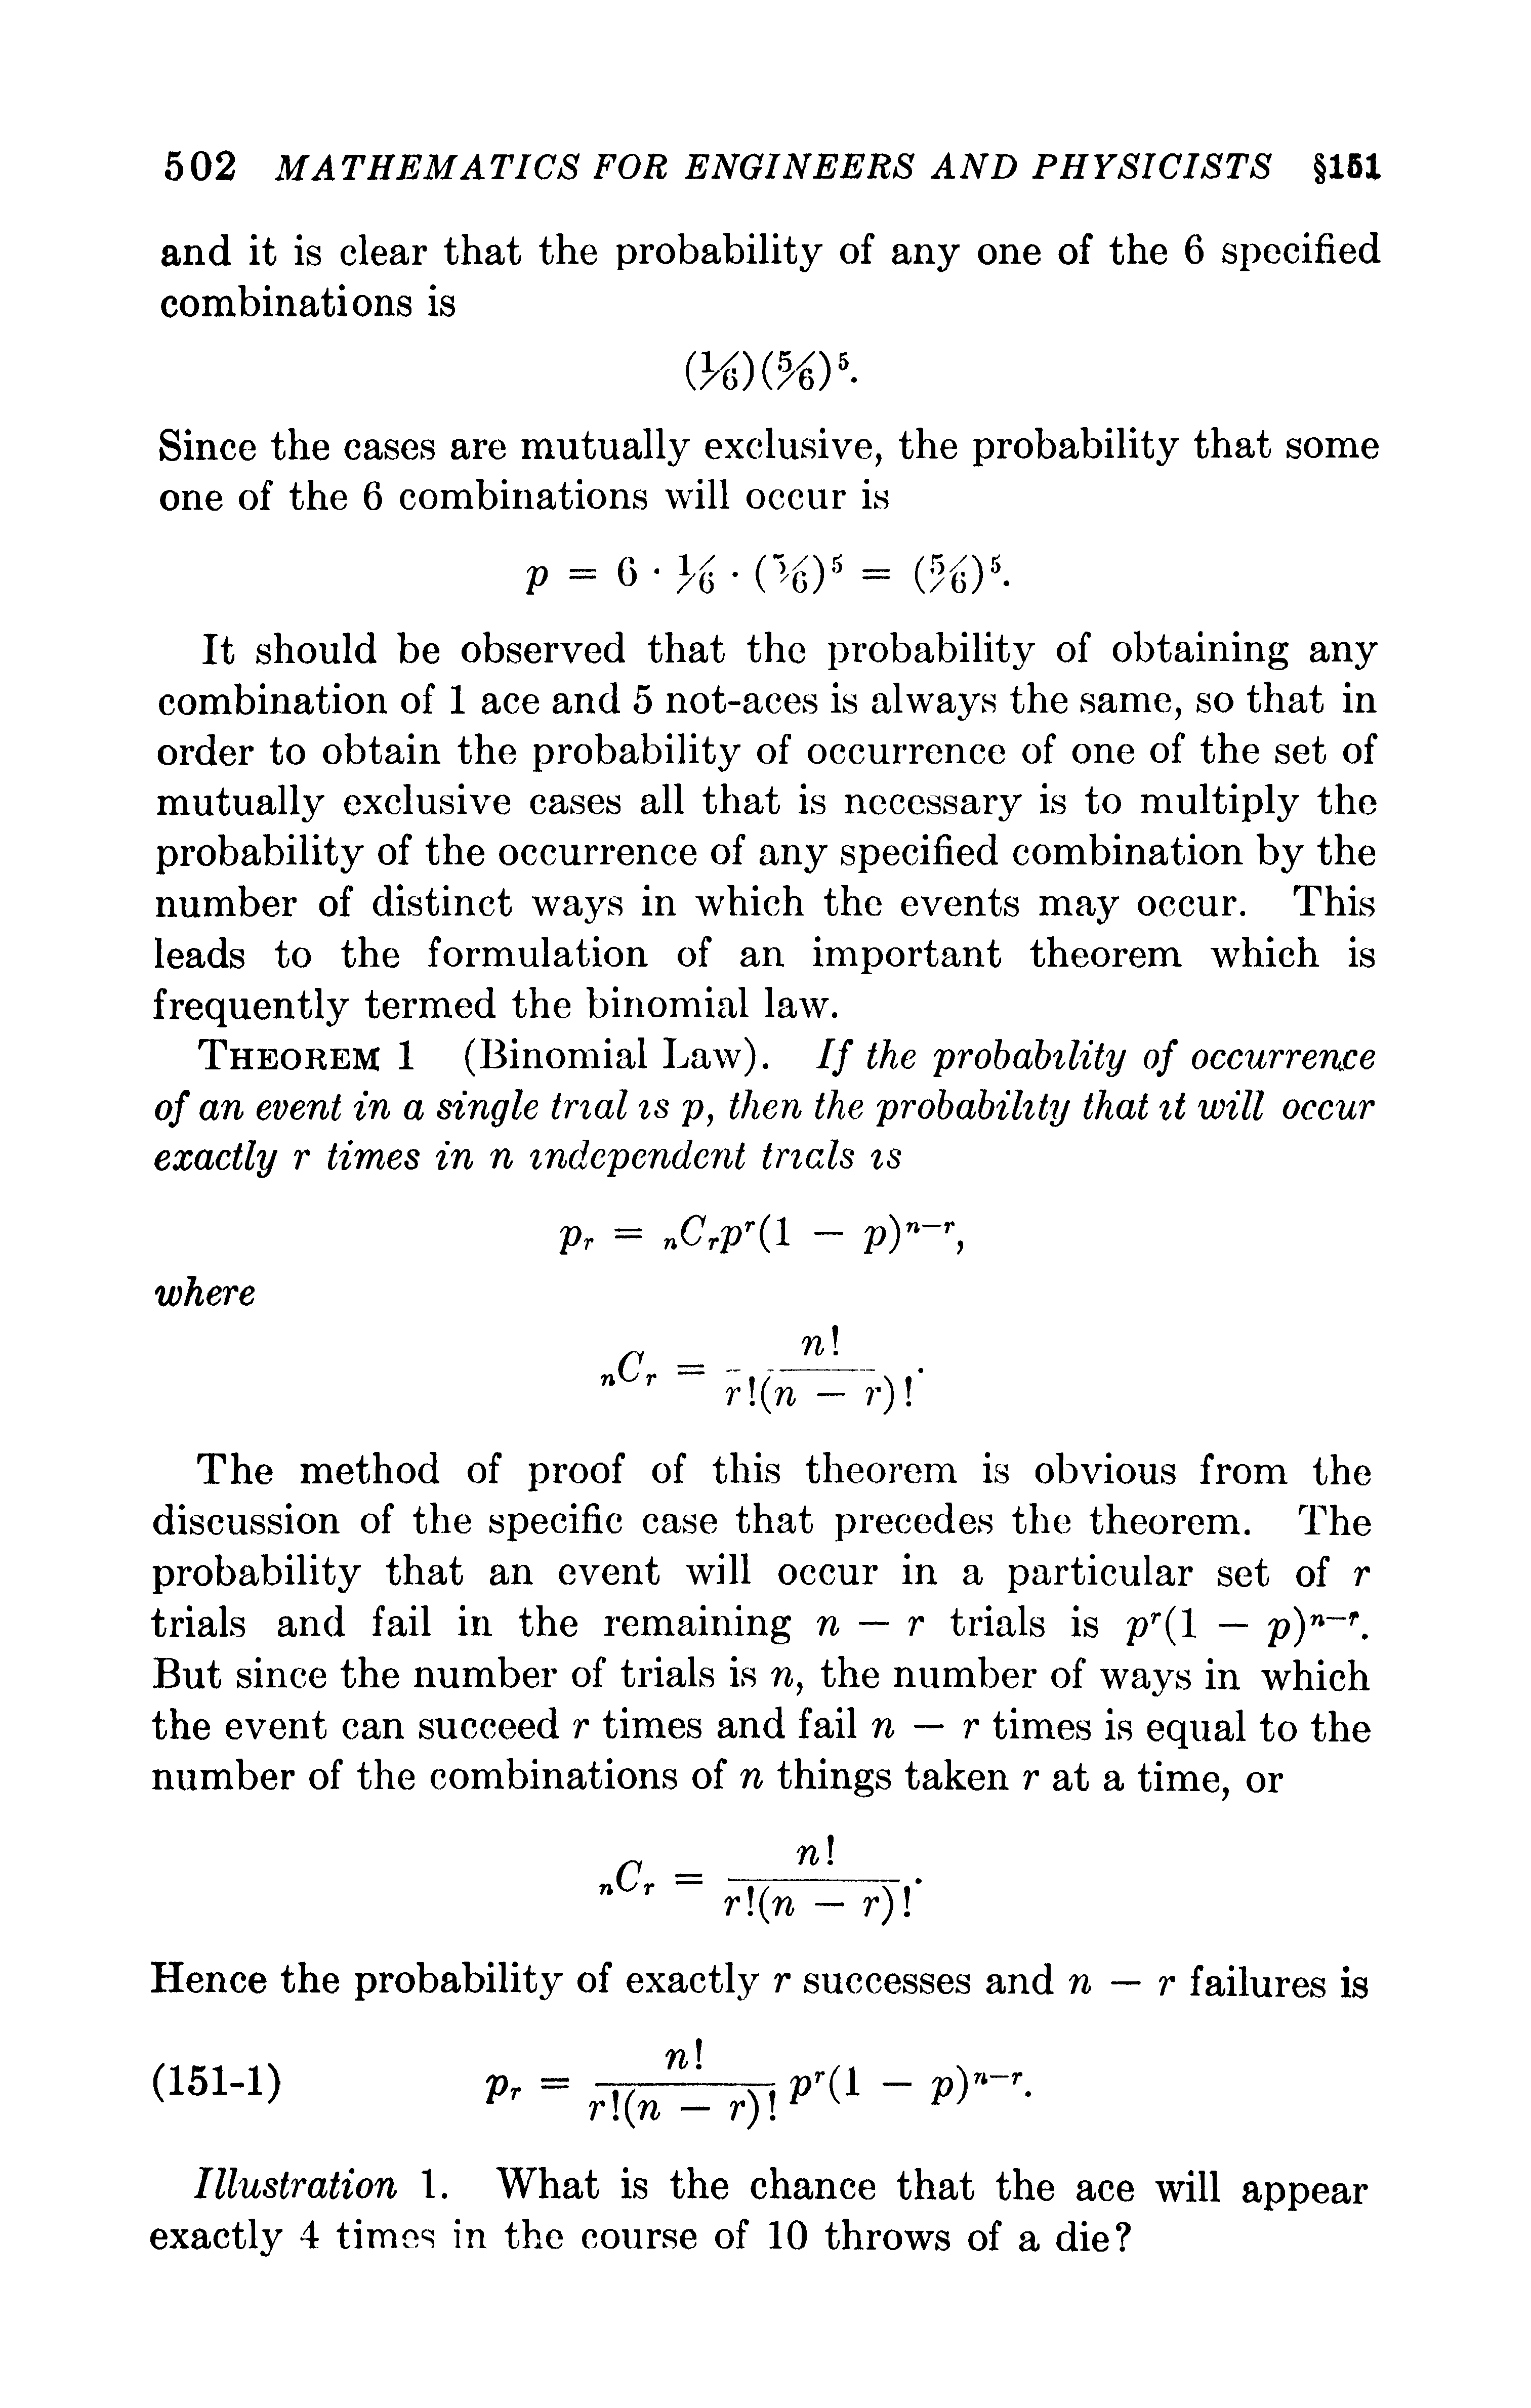 502 MATHEMATICS FOR ENGINEERS AND PHYSICISTS §151
and it is clear that the probability of any one of the 6 specified
combinations is
(1/6)(5/6)⁵.
Since the cases are mutually exclusive, the probability that some
one of the 6 combinations will occur is
p = 6 · 1/6 · (5/6)⁵ = (5/6)⁵.
It should be observed that the probability of obtaining any
combination of 1 ace and 5 not-aces is always the same, so that in
order to obtain the probability of occurrence of one of the set of
mutually exclusive cases all that is necessary is to multiply the
probability of the occurrence of any specified combination by the
number of distinct ways in which the events may occur. This
leads to the formulation of an important theorem which is
frequently termed the binomial law.
THEOREM 1 (Binomial Law). If the probability of occurrence
of an event in a single trial is p, then the probability that it will occur
exactly r times in n independent trials is
pᵣ = ₙCᵣpʳ(1 − p)ⁿ⁻ʳ,
where
ₙCᵣ = n!/(r!(n − r)!).
The method of proof of this theorem is obvious from the
discussion of the specific case that precedes the theorem. The
probability that an event will occur in a particular set of r
trials and fail in the remaining n − r trials is pʳ(1 − p)ⁿ⁻ʳ.
But since the number of trials is n, the number of ways in which
the event can succeed r times and fail n − r times is equal to the
number of the combinations of n things taken r at a time, or
ₙCᵣ = n!/(r!(n − r)!).
Hence the probability of exactly r successes and n − r failures is
(151-1) pᵣ = n!/(r!(n − r)!) pʳ(1 − p)ⁿ⁻ʳ.
Illustration 1. What is the chance that the ace will appear
exactly 4 times in the course of 10 throws of a die?